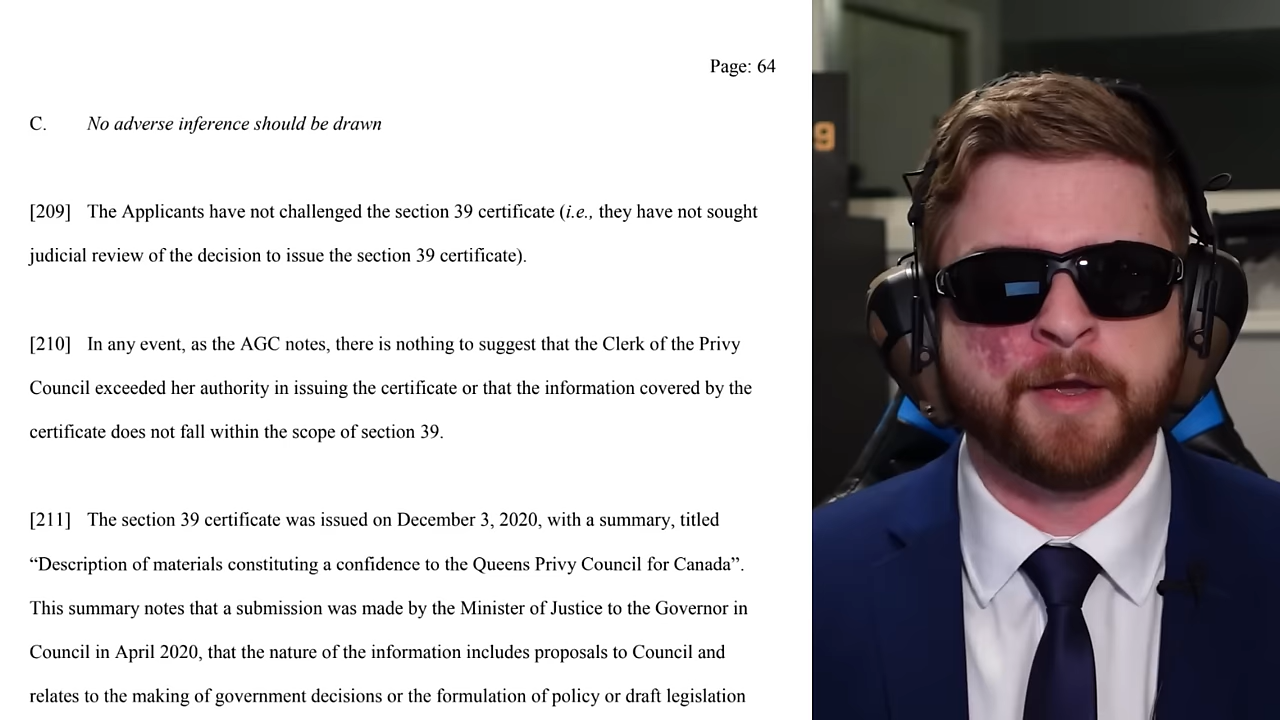 Page: 64
C. No adverse inference should be drawn
[209] The Applicants have not challenged the section 39 certificate (i.e., they have not sought
judicial review of the decision to issue the section 39 certificate).
[210] In any event, as the AGC notes, there is nothing to suggest that the Clerk of the Privy
Council exceeded her authority in issuing the certificate or that the information covered by the
certificate does not fall within the scope of section 39.
[211] The section 39 certificate was issued on December 3, 2020, with a summary, titled
“Description of materials constituting a confidence to the Queens Privy Council for Canada”.
This summary notes that a submission was made by the Minister of Justice to the Governor in
Council in April 2020, that the nature of the information includes proposals to Council and
relates to the making of government decisions or the formulation of policy or draft legislation
9